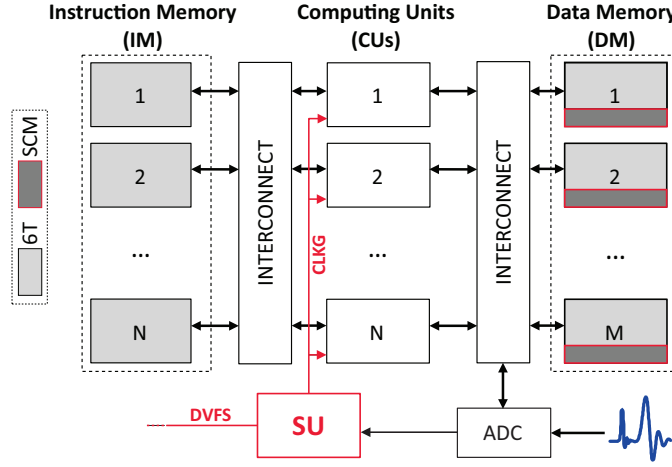 Instruction Memory
(IM)
Computing Units
(CUs)
Data Memory
(DM)
SCM
6T
1
2
...
N
INTERCONNECT
CLKG
1
2
...
N
INTERCONNECT
1
2
...
M
DVFS
SU
ADC